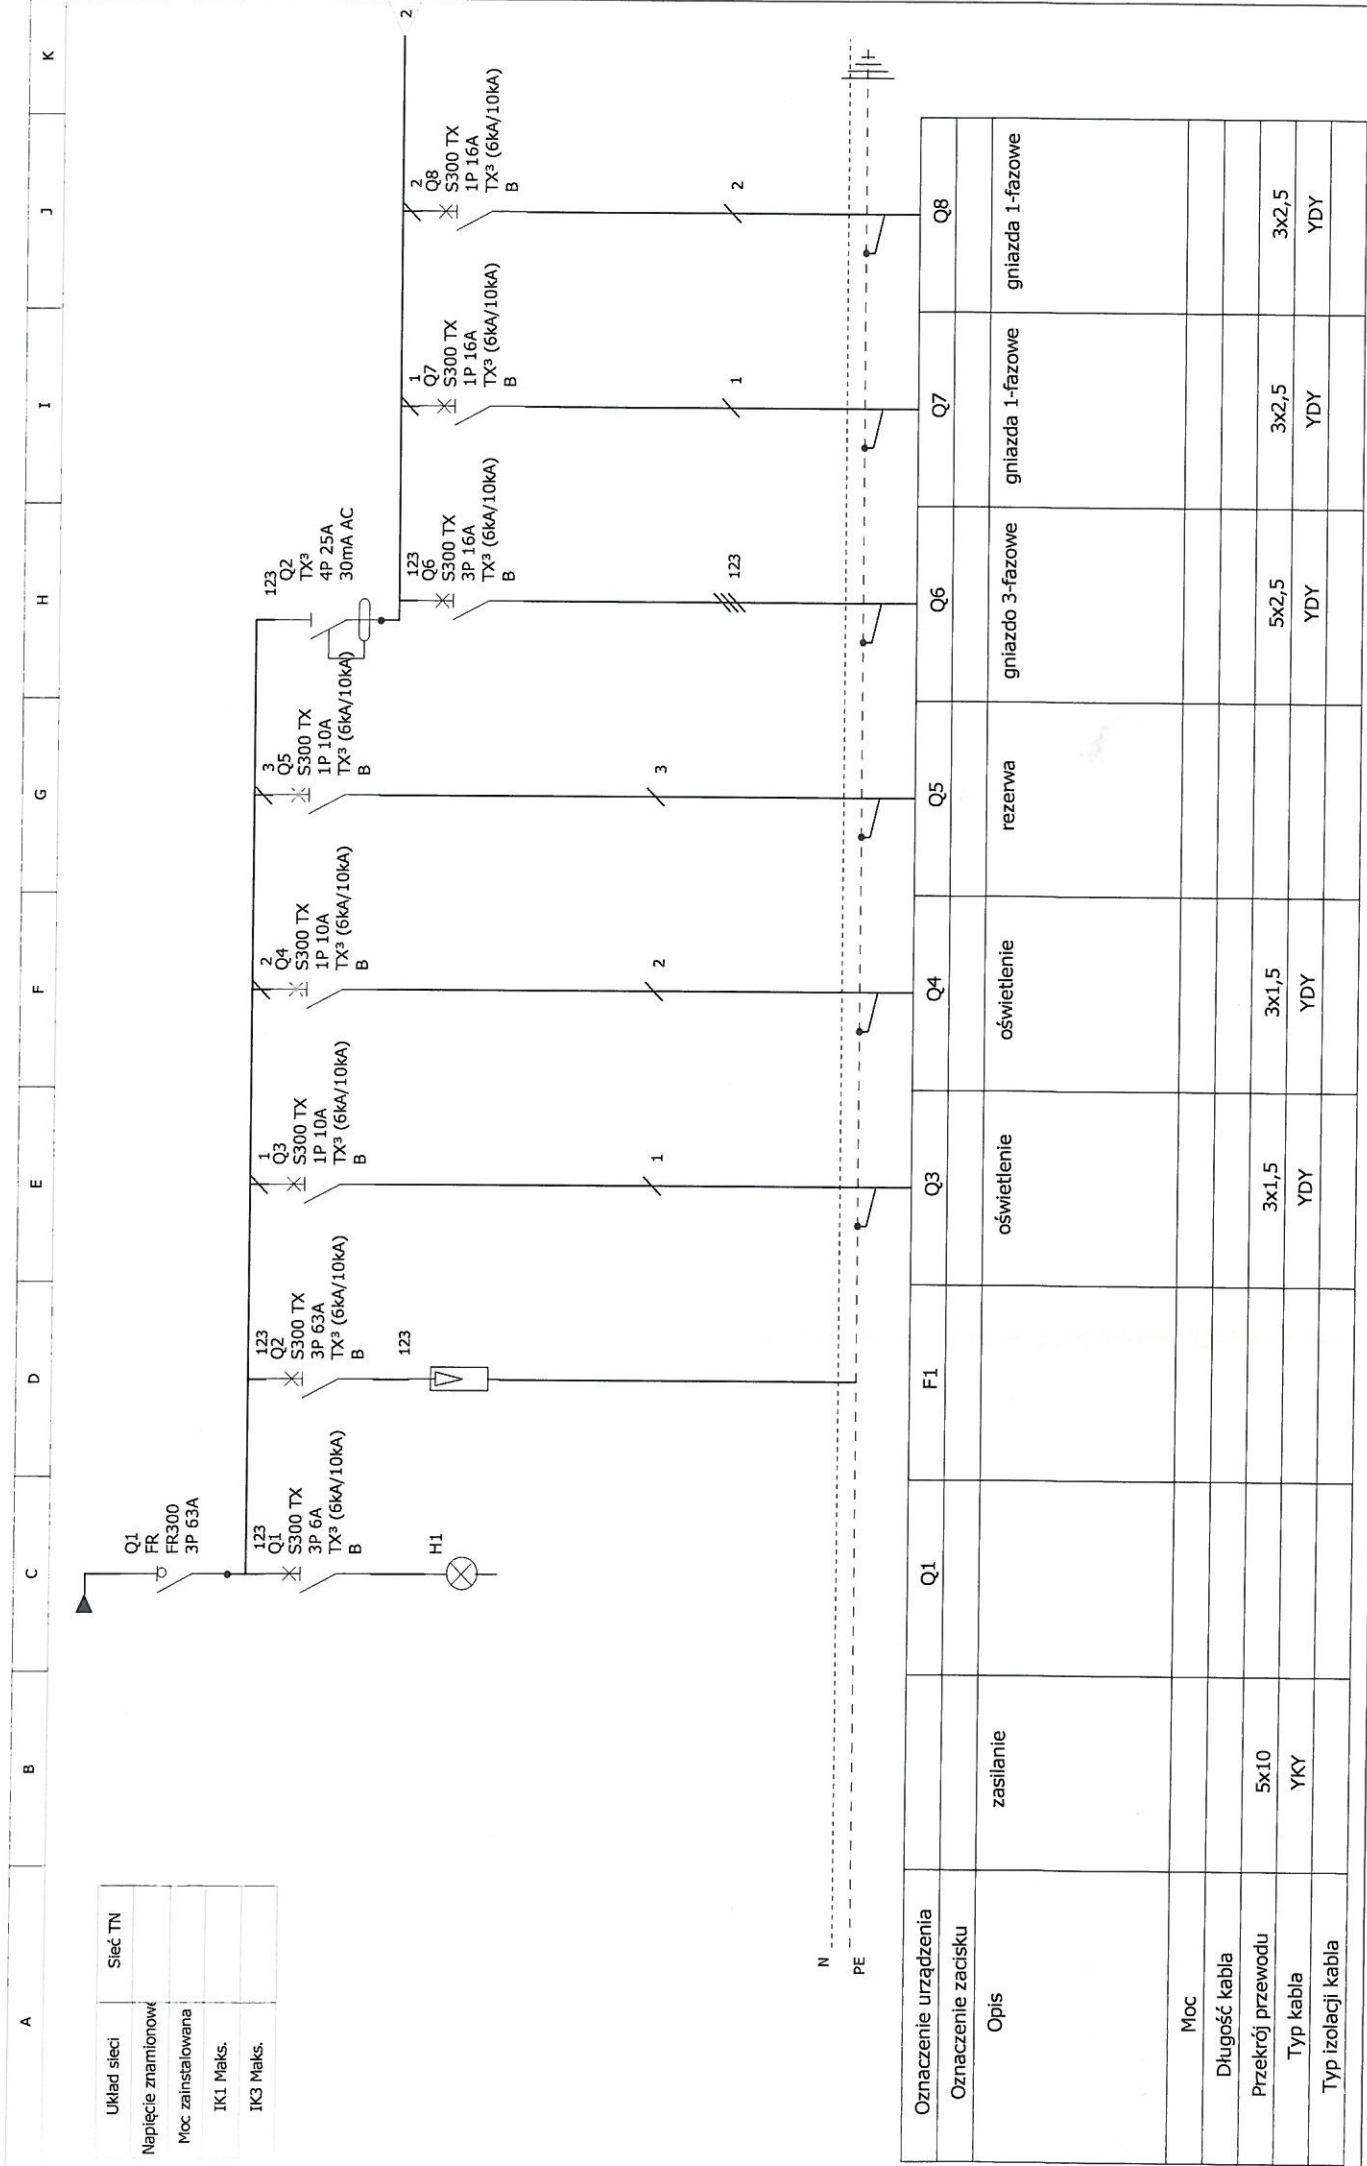 A
B
C
D
E
F
G
H
I
J
K
Układ sieci Sieć TN
Napięcie znamionowe
Moc zainstalowana
IK1 Maks.
IK3 Maks.
Q1
FR
FR300
3P 63A
123
Q1
S300 TX
3P 6A
TX³ (6kA/10kA)
B
H1
123
Q2
S300 TX
3P 63A
TX³ (6kA/10kA)
B
123
1
Q3
S300 TX
1P 10A
TX³ (6kA/10kA)
B
1
2
Q4
S300 TX
1P 10A
TX³ (6kA/10kA)
B
2
3
Q5
S300 TX
1P 10A
TX³ (6kA/10kA)
B
3
123
Q2
TX³
4P 25A
30mA AC
123
Q6
S300 TX
3P 16A
TX³ (6kA/10kA)
B
123
1
Q7
S300 TX
1P 16A
TX³ (6kA/10kA)
B
1
2
Q8
S300 TX
1P 16A
TX³ (6kA/10kA)
B
2
2
N
PE
Oznaczenie urządzenia Q1 F1 Q3 Q4 Q5 Q6 Q7 Q8
Oznaczenie zacisku
Opis zasilanie oświetlenie oświetlenie rezerwa gniazdo 3-fazowe gniazda 1-fazowe gniazda 1-fazowe
Moc
Długość kabla
Przekrój przewodu 5x10 3x1,5 3x1,5 5x2,5 3x2,5 3x2,5
Typ kabla YKY YDY YDY YDY YDY YDY
Typ izolacji kabla